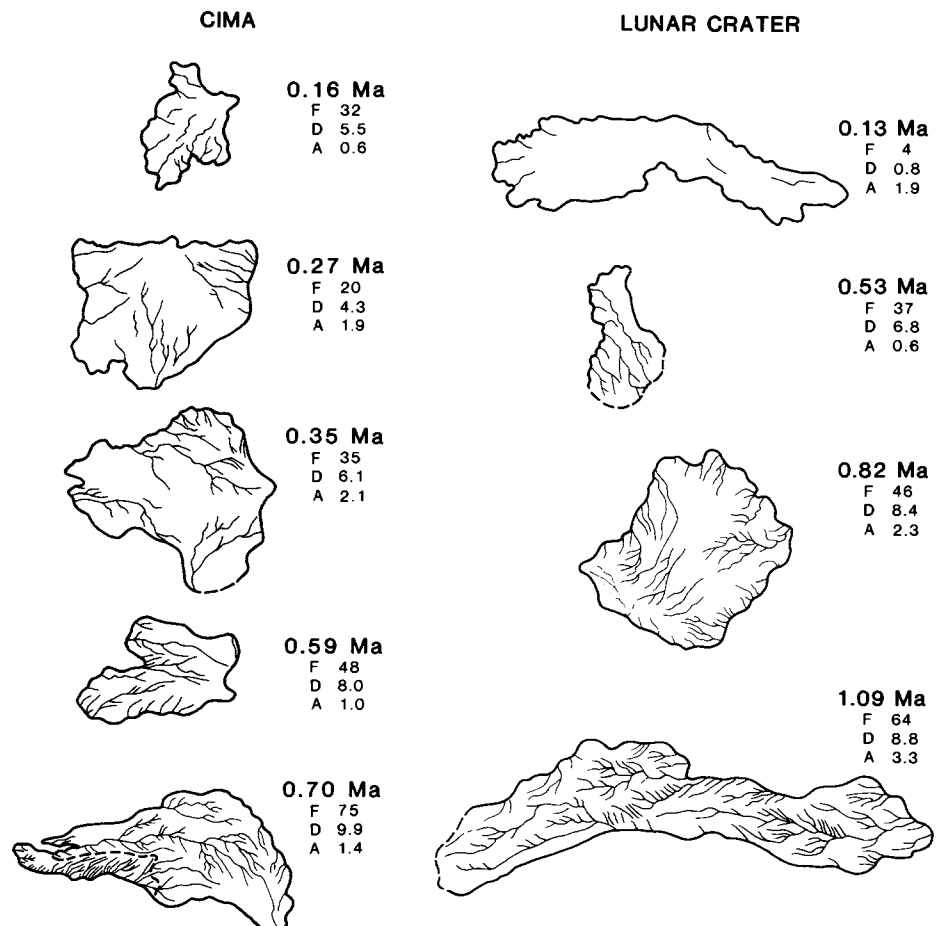 CIMA
0.16 Ma
F 32
D 5.5
A 0.6
0.27 Ma
F 20
D 4.3
A 1.9
0.35 Ma
F 35
D 6.1
A 2.1
0.59 Ma
F 48
D 8.0
A 1.0
0.70 Ma
F 75
D 9.9
A 1.4
LUNAR CRATER
0.13 Ma
F 4
D 0.8
A 1.9
0.53 Ma
F 37
D 6.8
A 0.6
0.82 Ma
F 46
D 8.4
A 2.3
1.09 Ma
F 64
D 8.8
A 3.3